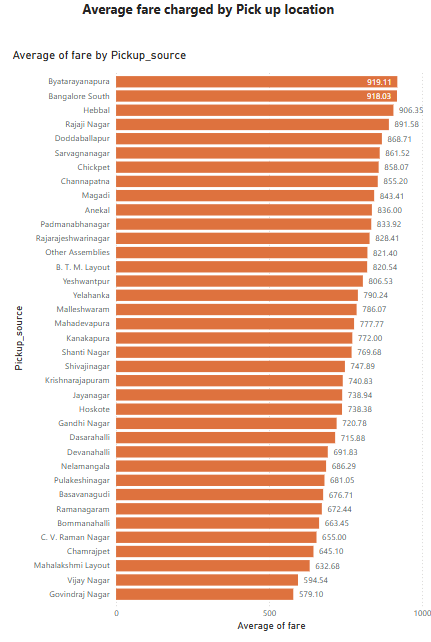 Average fare charged by Pick up location
Average of fare by Pickup_source
Pickup_source
Byatarayanapura 919.11
Bangalore South 918.03
Hebbal 906.35
Rajaji Nagar 891.58
Doddaballapur 868.71
Sarvagnanagar 861.52
Chickpet 858.07
Channapatna 855.20
Magadi 843.41
Anekal 836.00
Padmanabhanagar 833.92
Rajarajeshwarinagar 828.41
Other Assemblies 821.40
B. T. M. Layout 820.54
Yeshwantpur 806.53
Yelahanka 790.24
Malleshwaram 786.07
Mahadevapura 777.77
Kanakapura 772.00
Shanti Nagar 769.68
Shivajinagar 747.89
Krishnarajapuram 740.83
Jayanagar 738.94
Hoskote 738.38
Gandhi Nagar 720.78
Dasarahalli 715.88
Devanahalli 691.83
Nelamangala 686.29
Pulakeshinagar 681.05
Basavanagudi 676.71
Ramanagaram 672.44
Bommanahalli 663.45
C. V. Raman Nagar 655.00
Chamrajpet 645.10
Mahalakshmi Layout 632.68
Vijay Nagar 594.54
Govindraj Nagar 579.10
0 500 1000
Average of fare